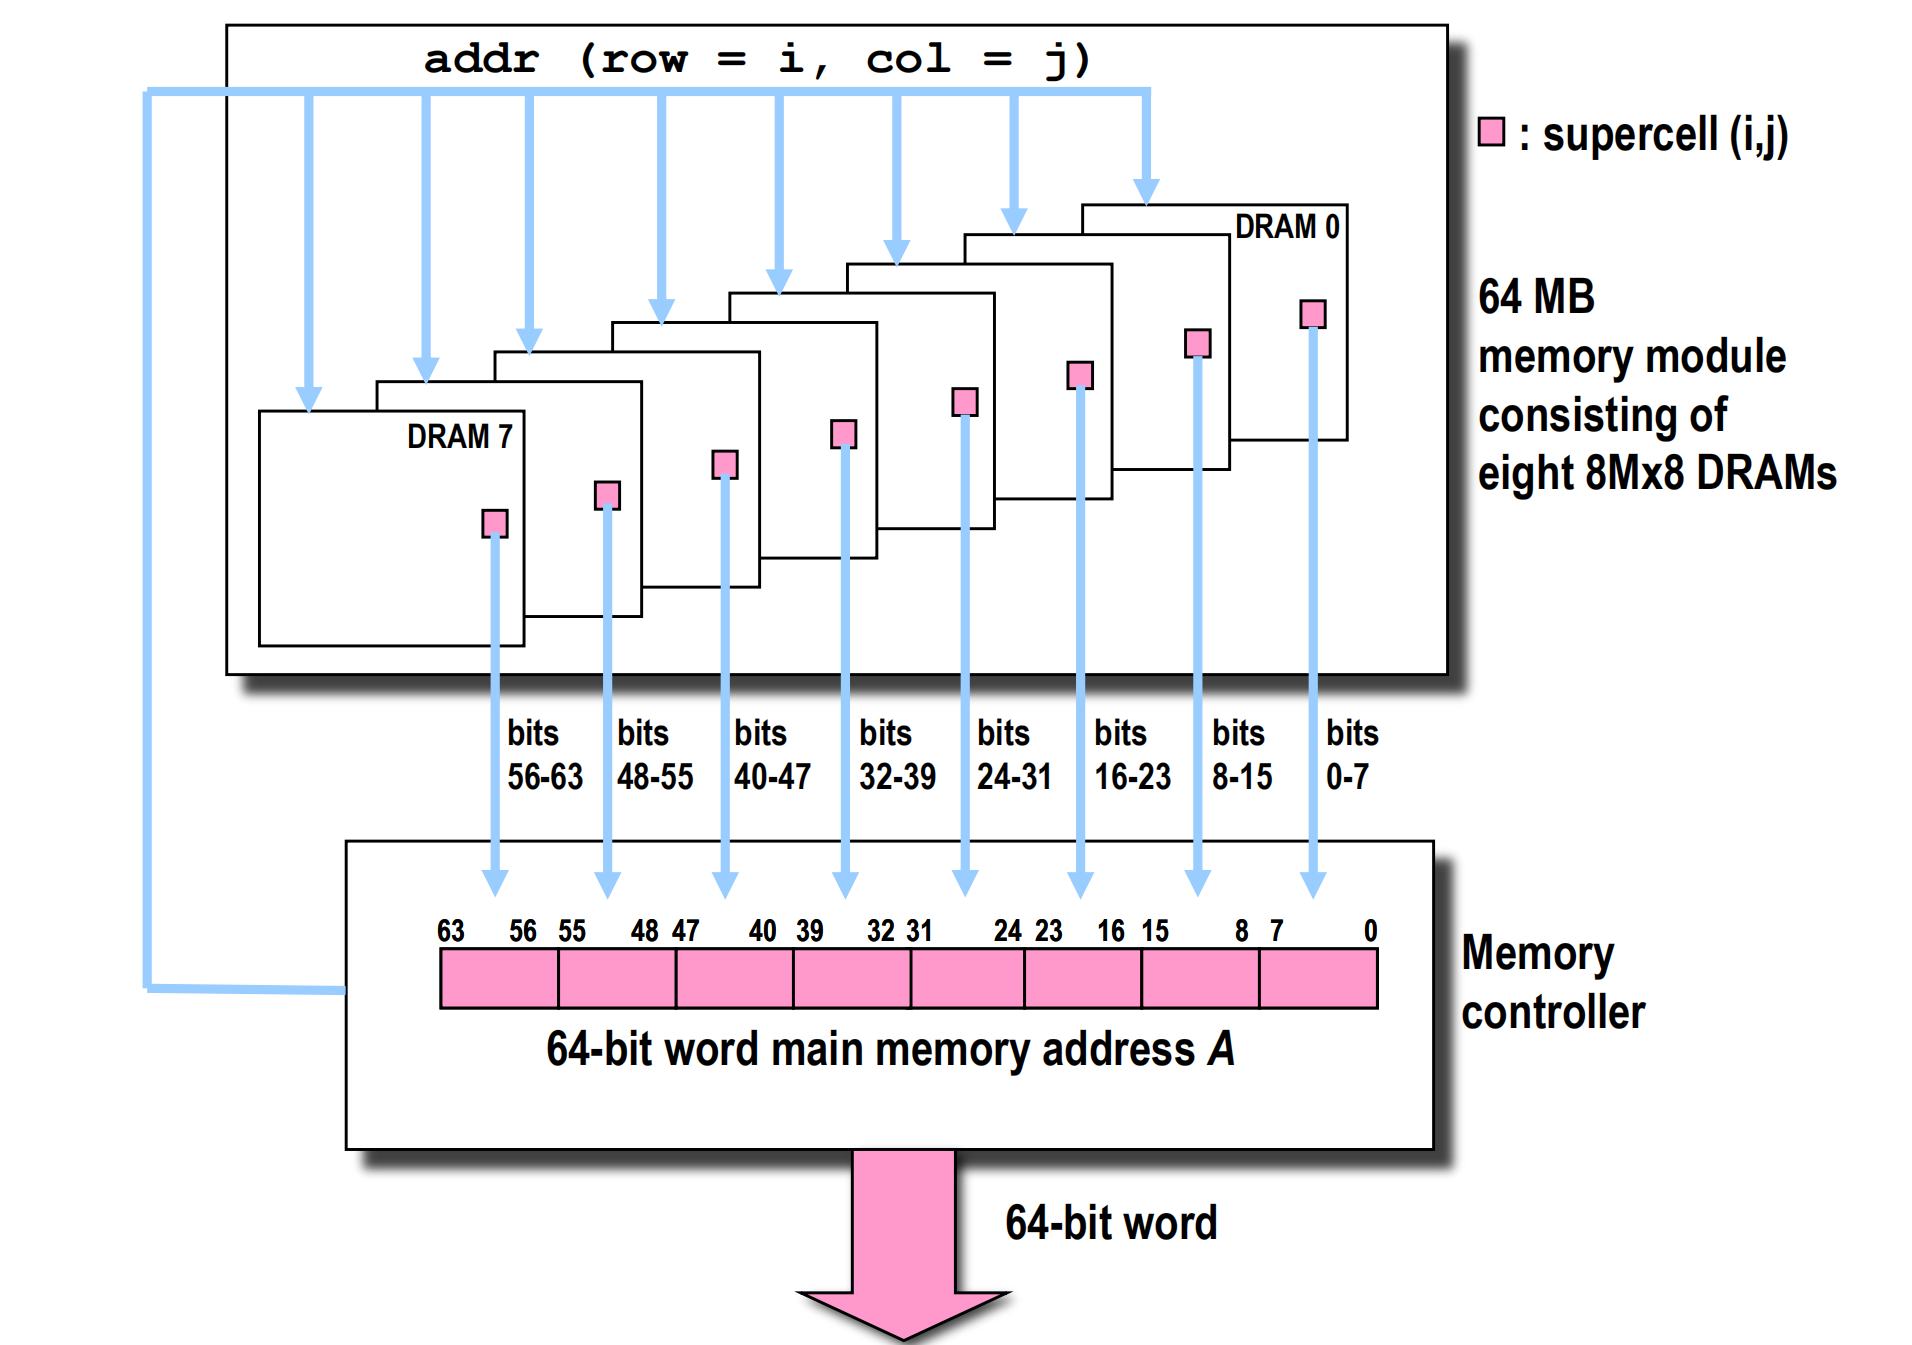 addr (row = i, col = j)
: supercell (i,j)
DRAM 0
64 MB
memory module
consisting of
eight 8Mx8 DRAMs
DRAM 7
bits bits bits bits bits bits bits bits
56-63 48-55 40-47 32-39 24-31 16-23 8-15 0-7
63 56 55 48 47 40 39 32 31 24 23 16 15 8 7 0
Memory
controller
64-bit word main memory address A
64-bit word